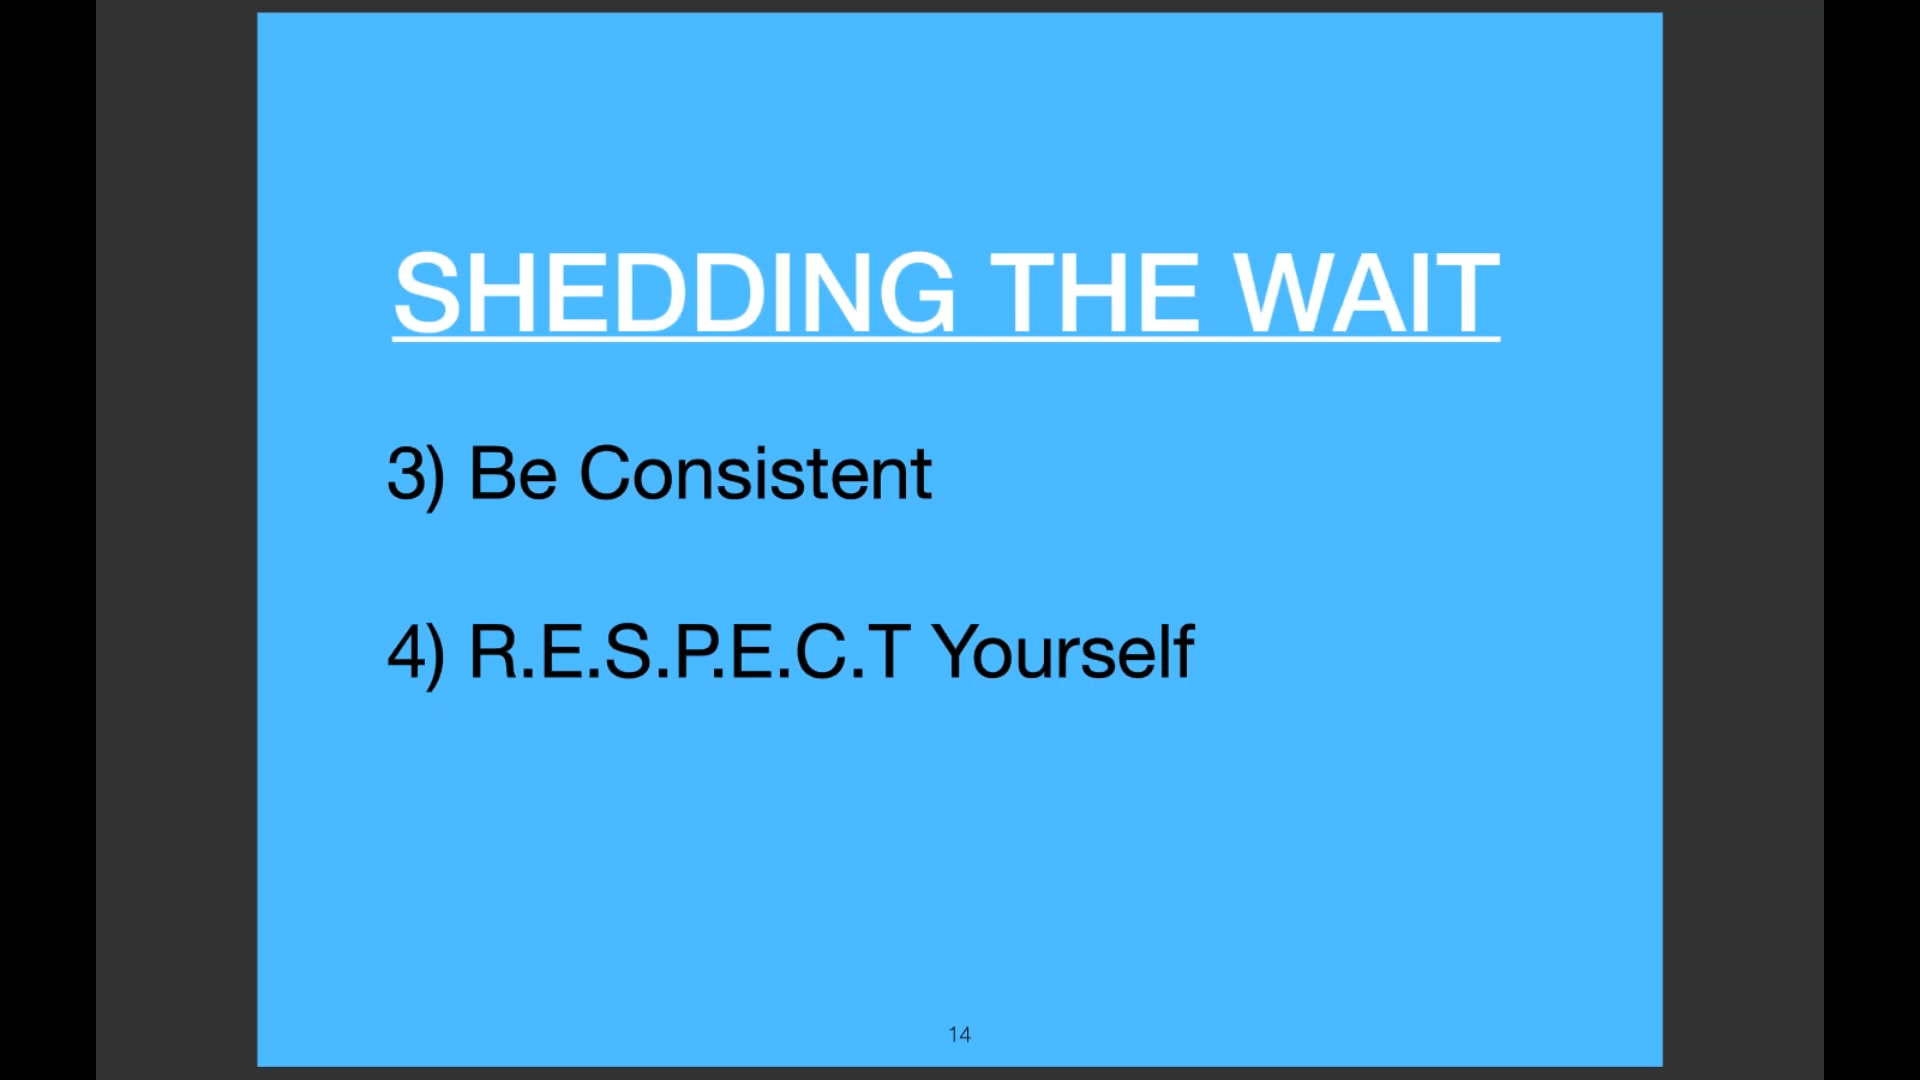 SHEDDING THE WAIT
3) Be Consistent
4) R.E.S.P.E.C.T Yourself
14